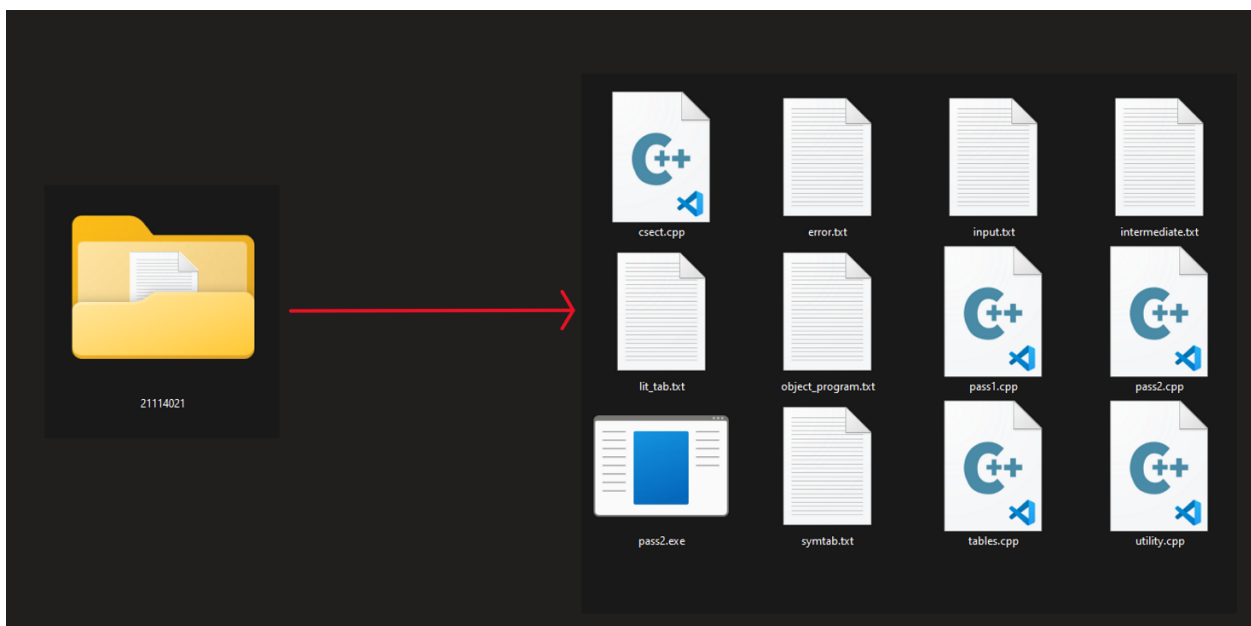 C++
csect.cpp
error.txt
input.txt
intermediate.txt
C++
C++
lit_tab.txt
object_program.txt
pass1.cpp
pass2.cpp
21114021
C++
C++
pass2.exe
symtab.txt
tables.cpp
utility.cpp